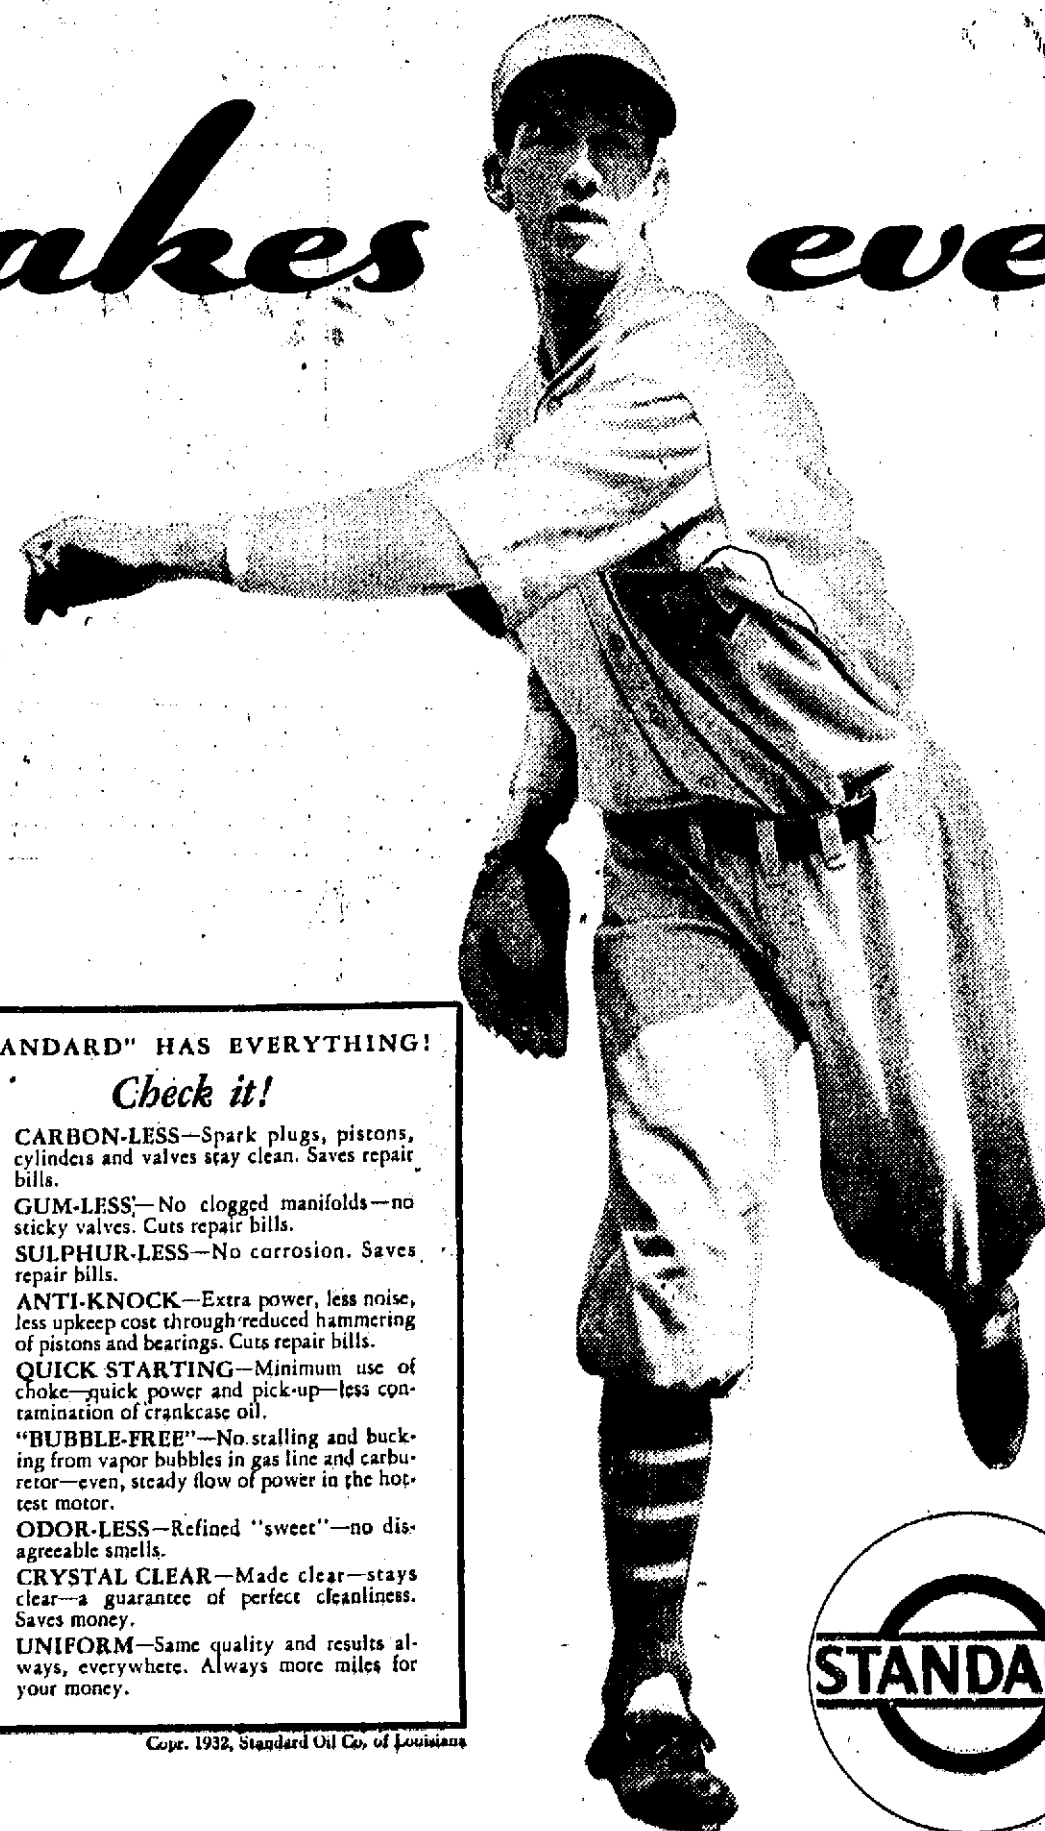 akes eve
ANDARD" HAS EVERYTHING!
Check it!
CARBON-LESS—Spark plugs, pistons,
cylinders and valves stay clean. Saves repair
bills.
GUM-LESS—No clogged manifolds—no
sticky valves. Cuts repair bills.
SULPHUR-LESS—No corrosion. Saves
repair bills.
ANTI-KNOCK—Extra power, less noise,
less upkeep cost through reduced hammering
of pistons and bearings. Cuts repair bills.
QUICK STARTING—Minimum use of
choke—quick power and pick-up—less con-
tamination of crankcase oil.
"BUBBLE-FREE"—No stalling and buck-
ing from vapor bubbles in gas line and carbu-
retor—even, steady flow of power in the hot-
test motor.
ODOR-LESS—Refined "sweet"—no dis-
agreeable smells.
CRYSTAL CLEAR—Made clear—stays
clear—a guarantee of perfect cleanliness.
Saves money.
UNIFORM—Same quality and results al-
ways, everywhere. Always more miles for
your money.
Copr. 1932, Standard Oil Co, of Louisiana
STANDA